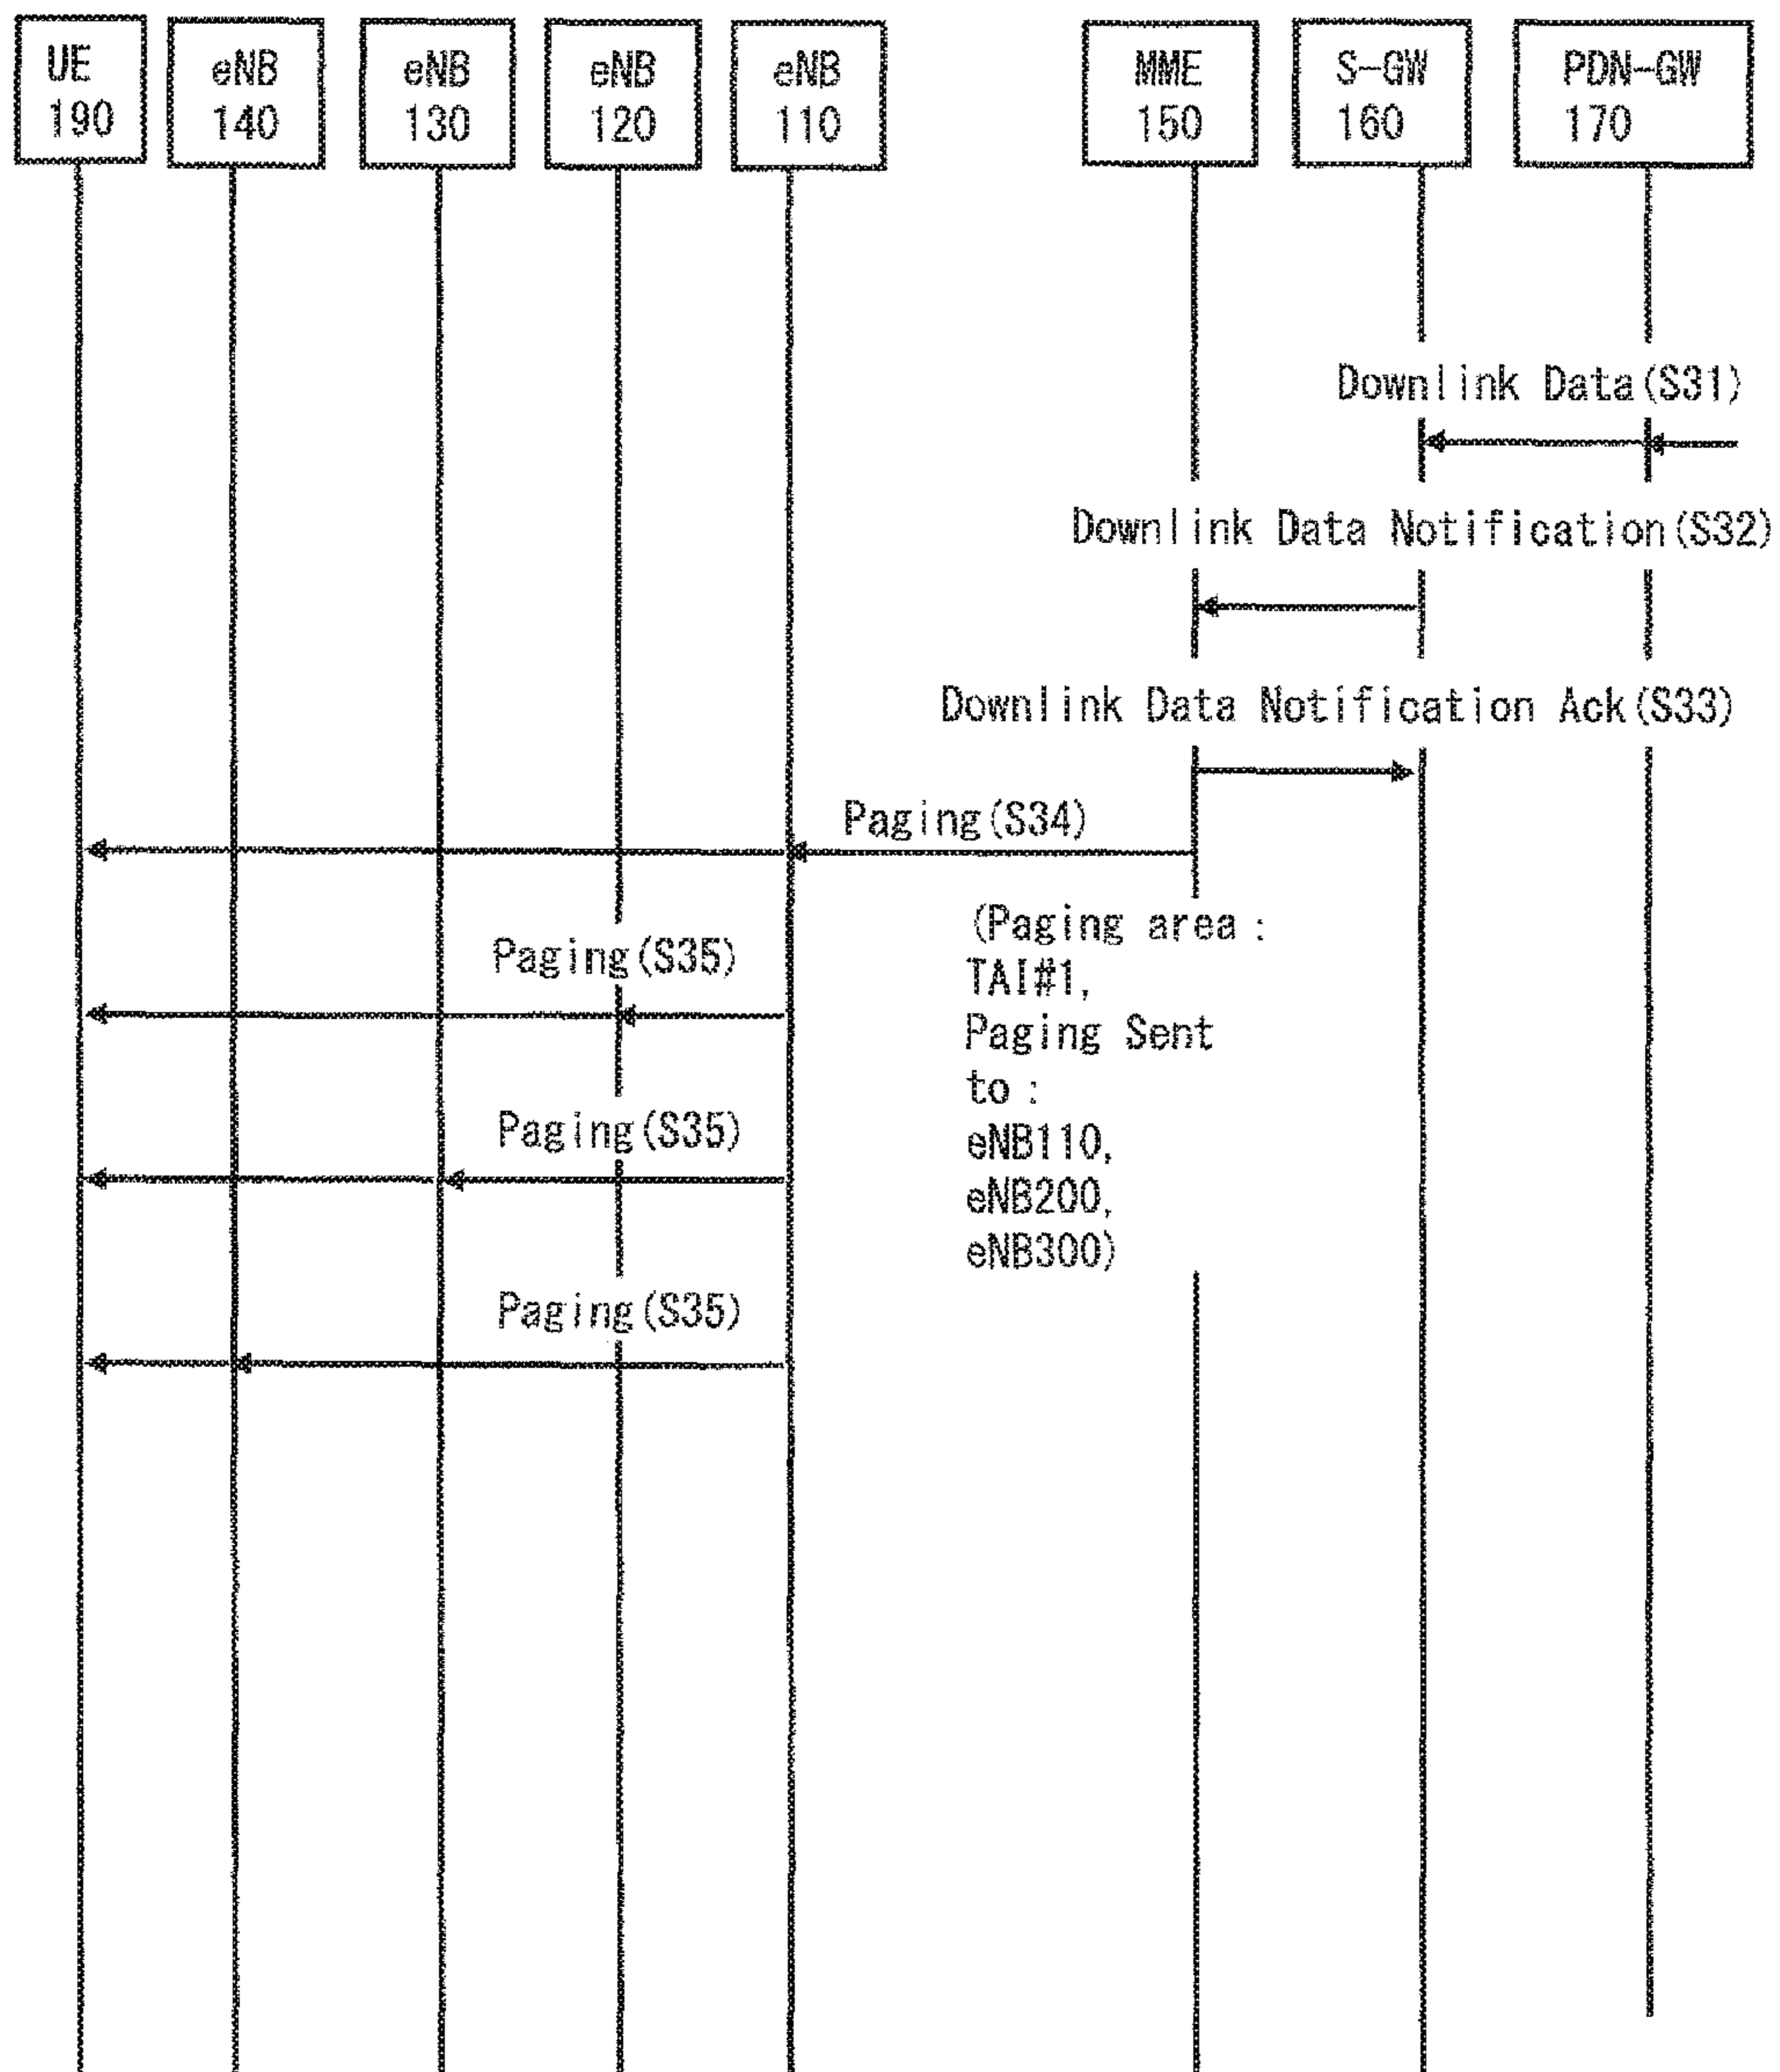 UE
190
eNB
140
eNB
130
eNB
120
eNB
110
MME
150
S-GW
160
PDN-GW
170
Downlink Data(S31)
Downlink Data Notification(S32)
Downlink Data Notification Ack(S33)
Paging(S34)
(Paging area:
TAI#1,
Paging Sent
to:
eNB110,
eNB200,
eNB300)
Paging(S35)
Paging(S35)
Paging(S35)